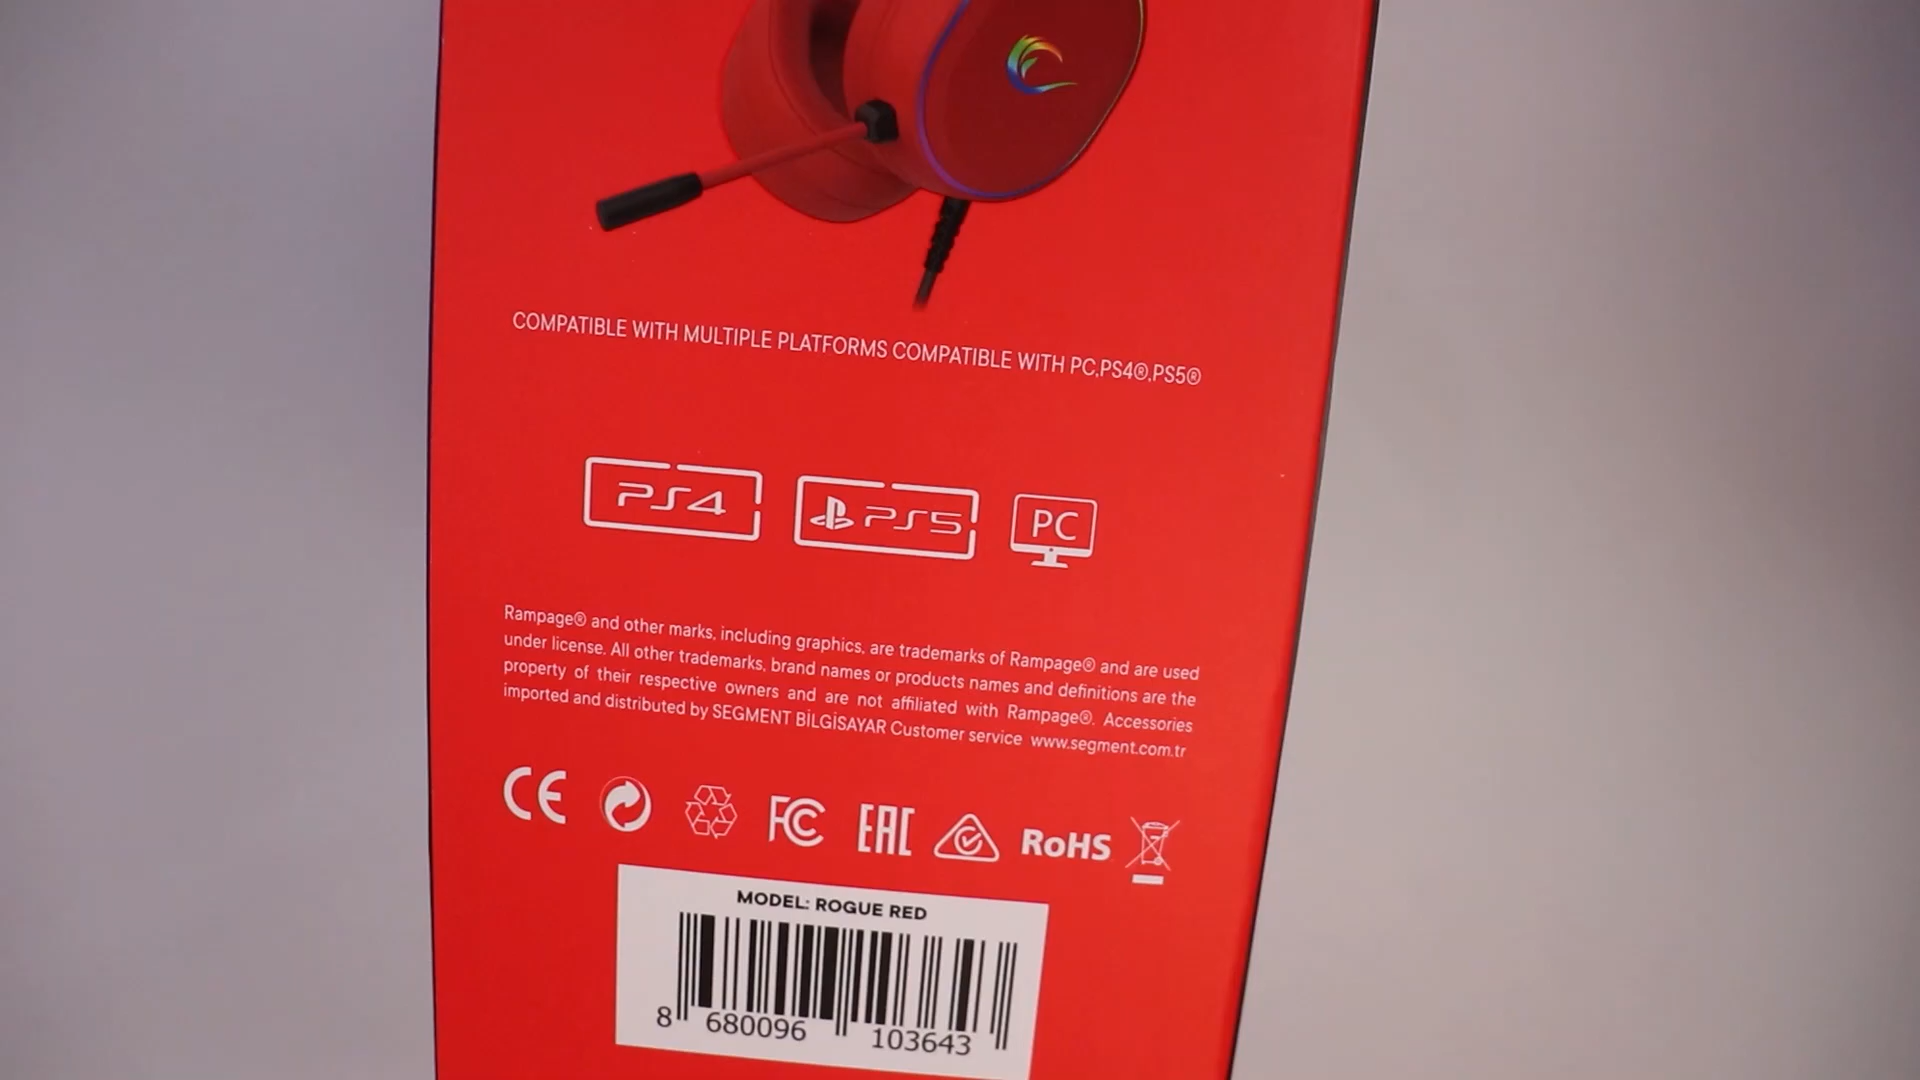 COMPATIBLE WITH MULTIPLE PLATFORMS COMPATIBLE WITH PC,PS4®,PS5®
PS4 PS5 PC
Rampage® and other marks, including graphics, are trademarks of Rampage® and are used
under license. All other trademarks, brand names or products names and definitions are the
property of their respective owners and are not affiliated with Rampage®. Accessories
imported and distributed by SEGMENT BİLGİSAYAR Customer service www.segment.com.tr
CE FC EAC RoHS
MODEL: ROGUE RED
8 680096 103643